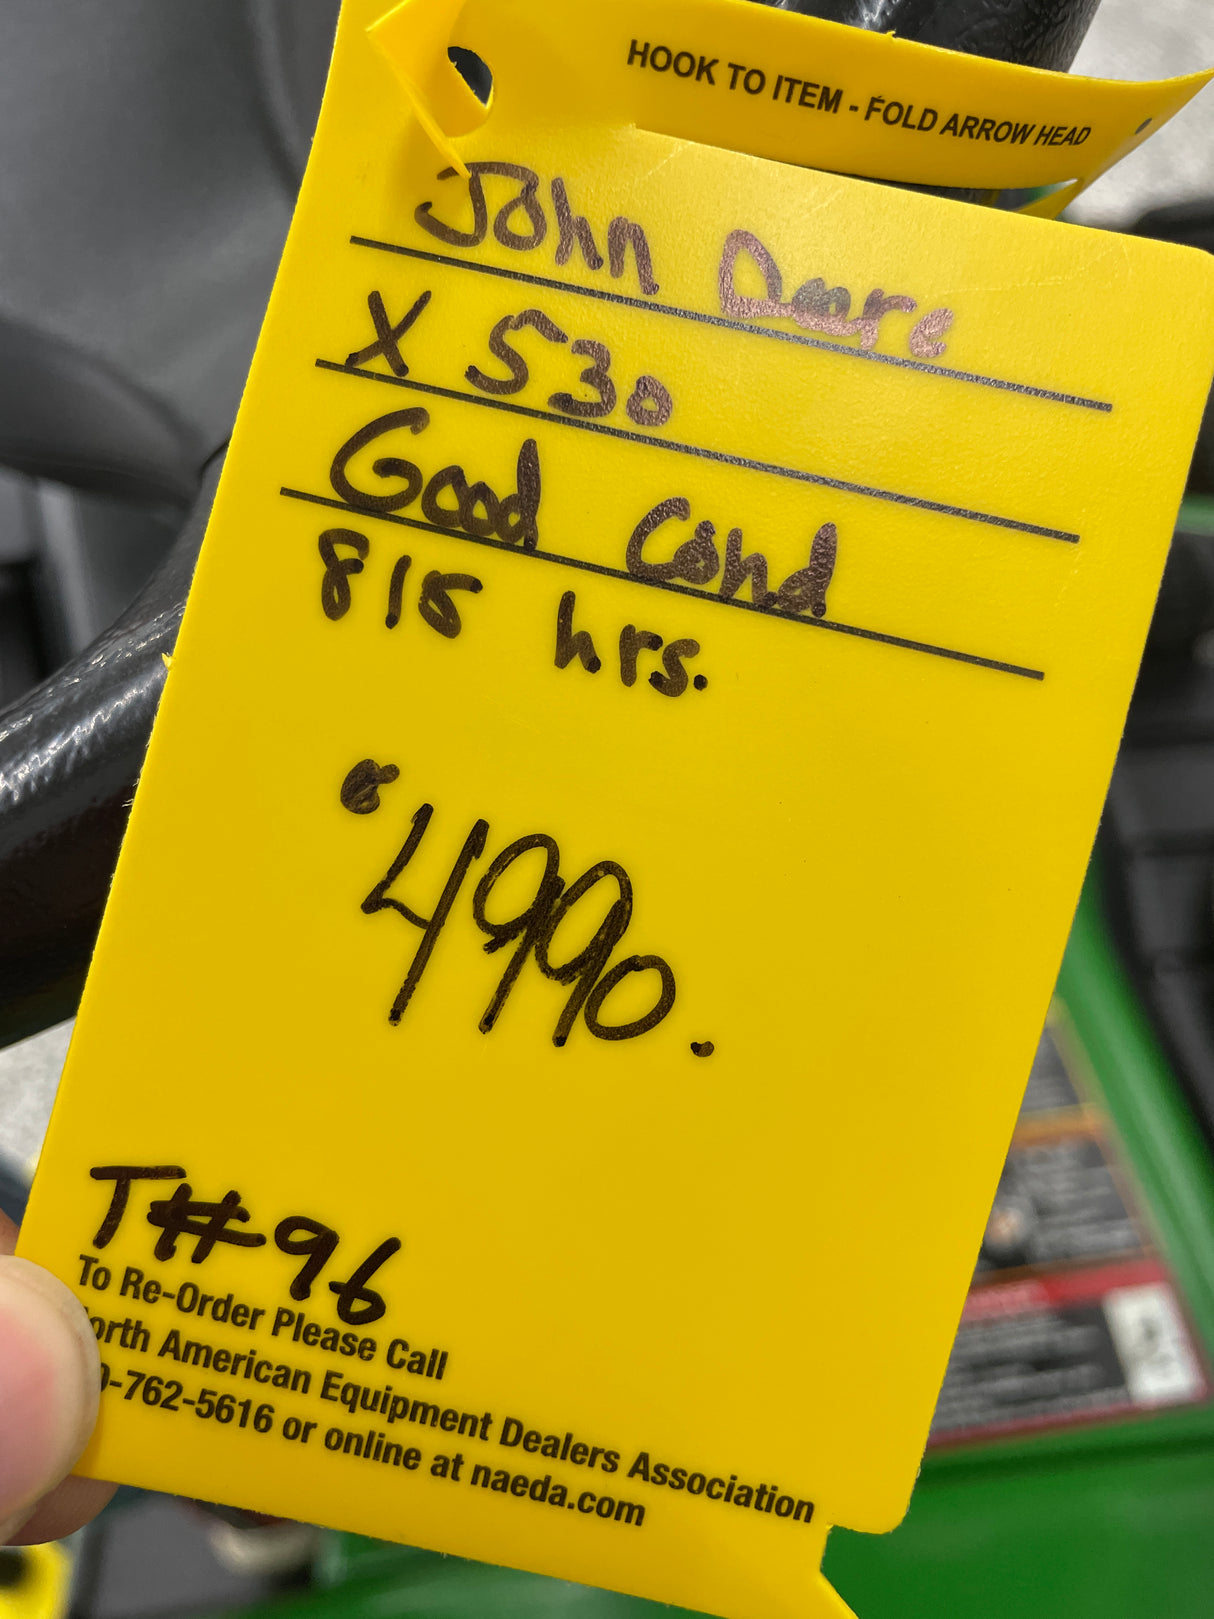 HOOK TO ITEM - FOLD ARROW HEAD
John Deere
X 530
Good Cond
815 hrs.
$4990.
T#96
To Re-Order Please Call
orth American Equipment Dealers Association
0-762-5616 or online at naeda.com